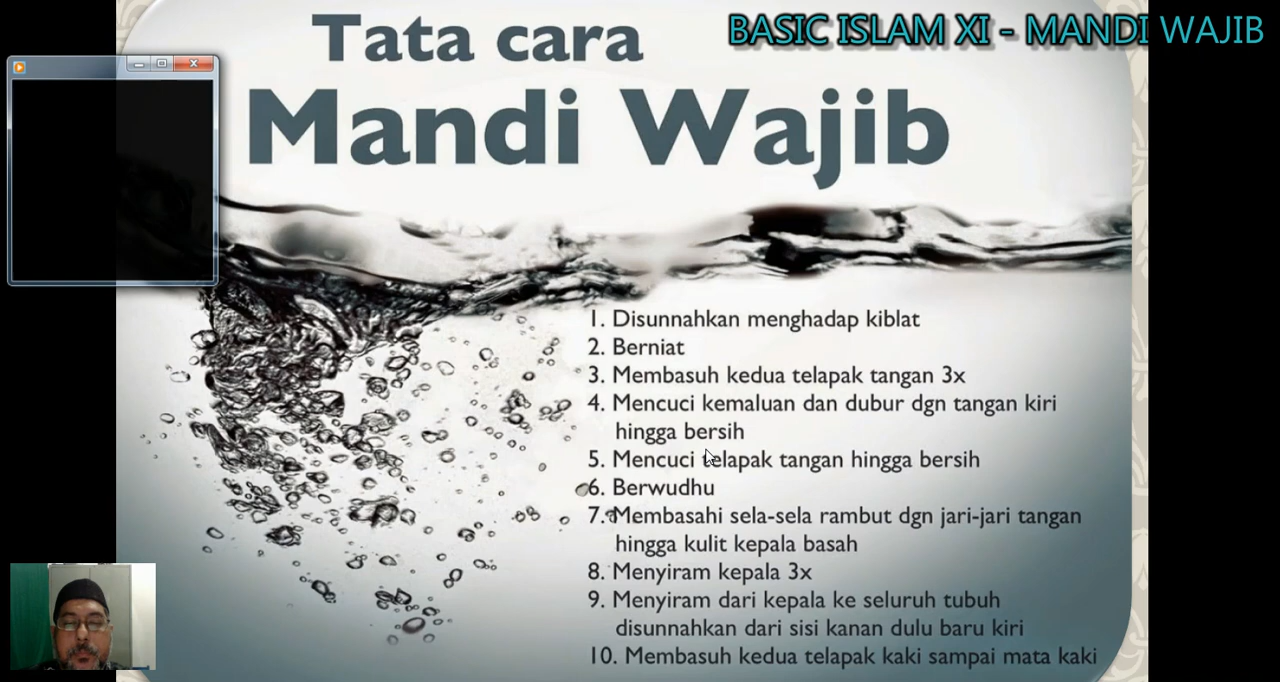 BASIC ISLAM XI - MANDI WAJIB
Tata cara
Mandi Wajib
1. Disunnahkan menghadap kiblat
2. Berniat
3. Membasuh kedua telapak tangan 3x
4. Mencuci kemaluan dan dubur dgn tangan kiri
hingga bersih
5. Mencuci telapak tangan hingga bersih
6. Berwudhu
7. Membasahi sela-sela rambut dgn jari-jari tangan
hingga kulit kepala basah
8. Menyiram kepala 3x
9. Menyiram dari kepala ke seluruh tubuh
disunnahkan dari sisi kanan dulu baru kiri
10. Membasuh kedua telapak kaki sampai mata kaki